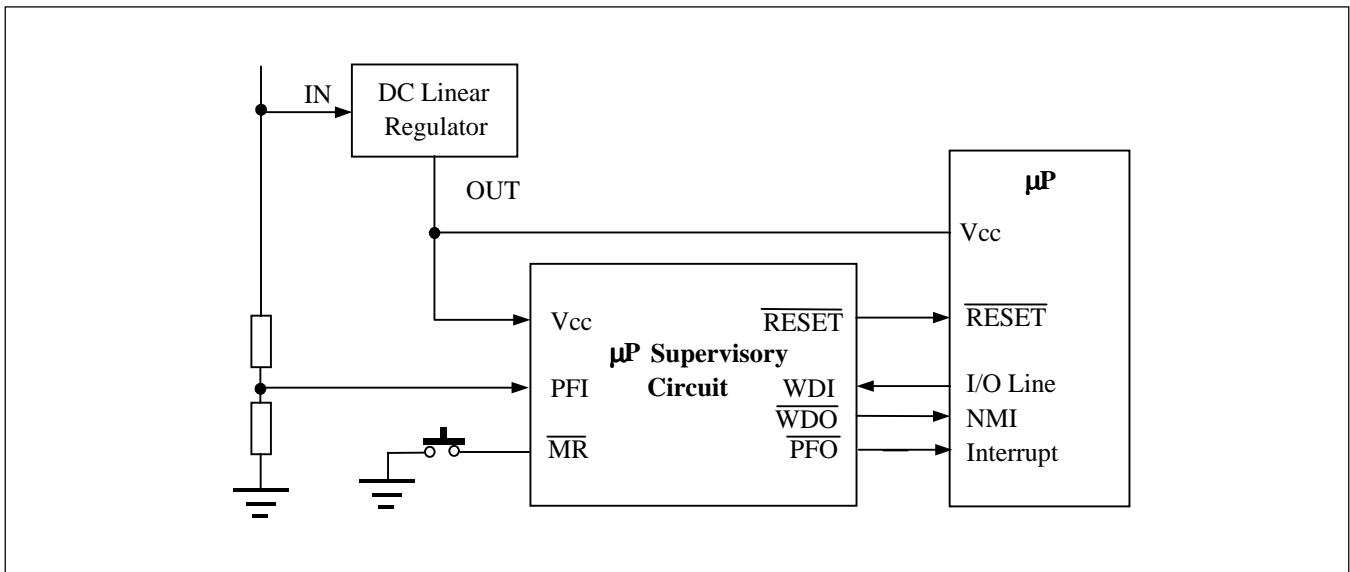 IN
DC Linear
Regulator
OUT
μP
Vcc
Vcc
RESET
RESET
μP Supervisory
Circuit
PFI
WDI
I/O Line
WDO
NMI
MR
PFO
Interrupt